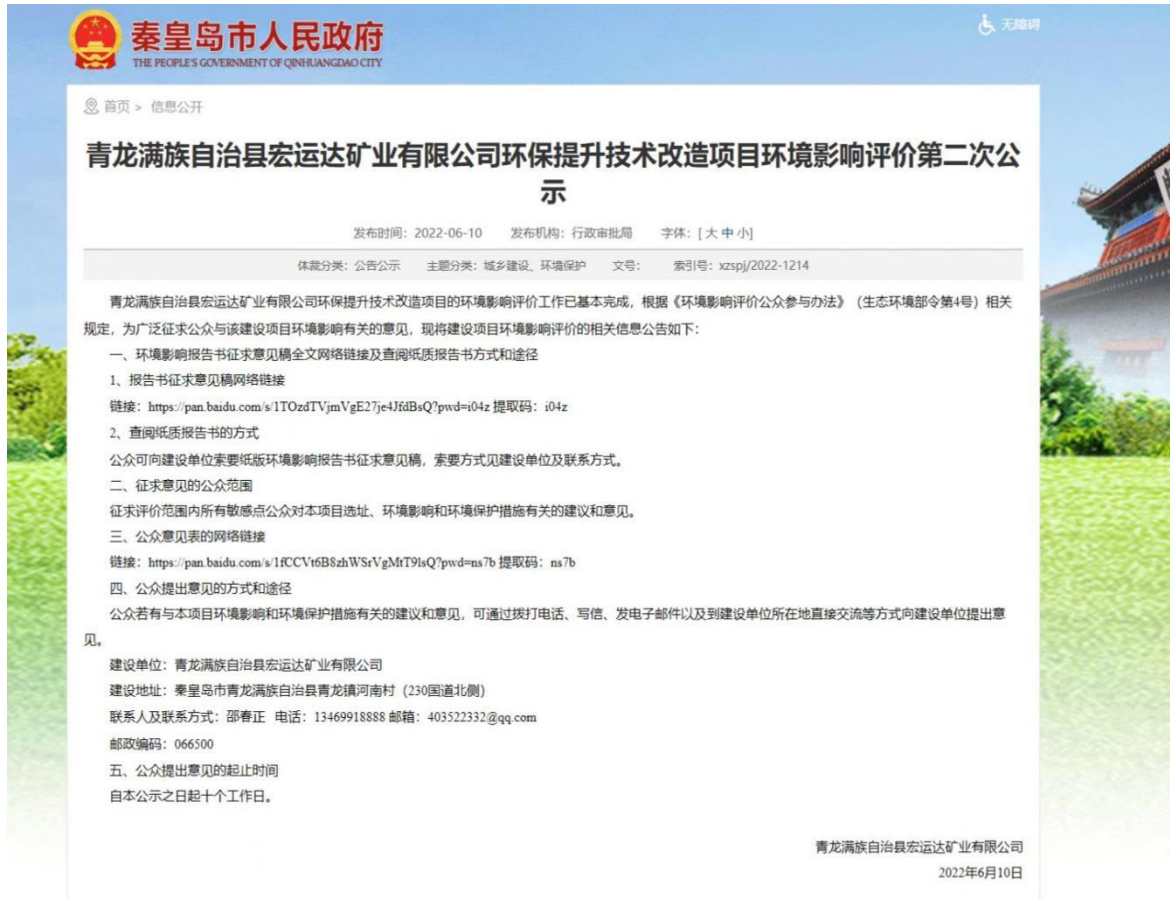 秦皇岛市人民政府
THE PEOPLE'S GOVERNMENT OF QINHUANGDAO CITY
无障碍
首页 > 信息公开
青龙满族自治县宏运达矿业有限公司环保提升技术改造项目环境影响评价第二次公
示
发布时间：2022-06-10 发布机构：行政审批局 字体：[ 大 中 小]
体裁分类：公告公示 主题分类：城乡建设、环境保护 文号： 索引号：xzspj/2022-1214
青龙满族自治县宏运达矿业有限公司环保提升技术改造项目的环境影响评价工作已基本完成，根据《环境影响评价公众参与办法》（生态环境部令第4号）相关
规定，为广泛征求公众与该建设项目环境影响有关的意见，现将建设项目环境影响评价的相关信息公告如下：
一、环境影响报告书征求意见稿全文网络链接及查阅纸质报告书方式和途径
1、报告书征求意见稿网络链接
链接：https://pan.baidu.com/s/1TOzdTVjmVgE27je4JfdBsQ?pwd=i04z 提取码：i04z
2、查阅纸质报告书的方式
公众可向建设单位索要纸版环境影响报告书征求意见稿，索要方式见建设单位及联系方式。
二、征求意见的公众范围
征求评价范围内所有敏感点公众对本项目选址、环境影响和环境保护措施有关的建议和意见。
三、公众意见表的网络链接
链接：https://pan.baidu.com/s/1fCCVt6B8zhWSrVgMtT9lsQ?pwd=ns7b 提取码：ns7b
四、公众提出意见的方式和途径
公众若有与本项目环境影响和环境保护措施有关的建议和意见，可通过拨打电话、写信、发电子邮件以及到建设单位所在地直接交流等方式向建设单位提出意
见。
建设单位：青龙满族自治县宏运达矿业有限公司
建设地址：秦皇岛市青龙满族自治县青龙镇河南村（230国道北侧）
联系人及联系方式：邵春正 电话：13469918888 邮箱：403522332@qq.com
邮政编码：066500
五、公众提出意见的起止时间
自本公示之日起十个工作日。
青龙满族自治县宏运达矿业有限公司
2022年6月10日